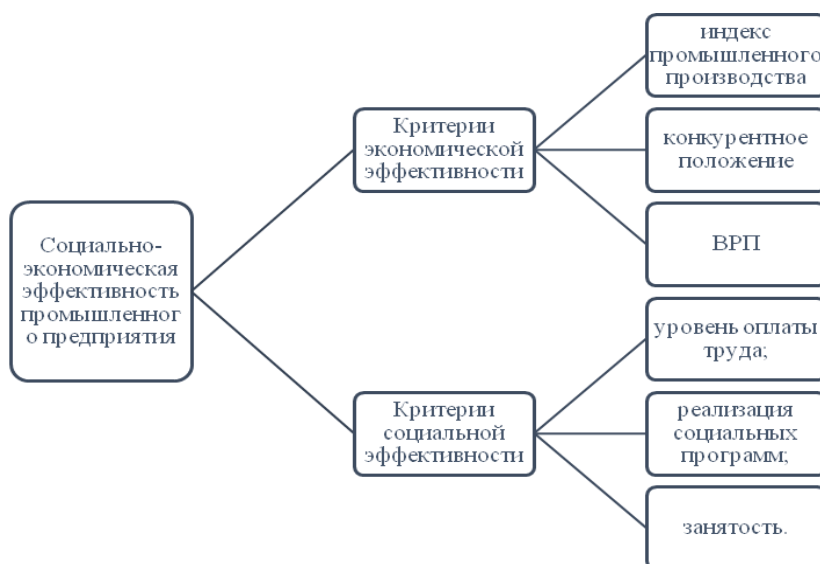 Социально-
экономическая
эффективность
промышленног
о предприятия
Критерии
экономической
эффективности
индекс
промышленного
производства
конкурентное
положение
ВРП
Критерии
социальной
эффективности
уровень оплаты
труда;
реализация
социальных
программ;
занятость.